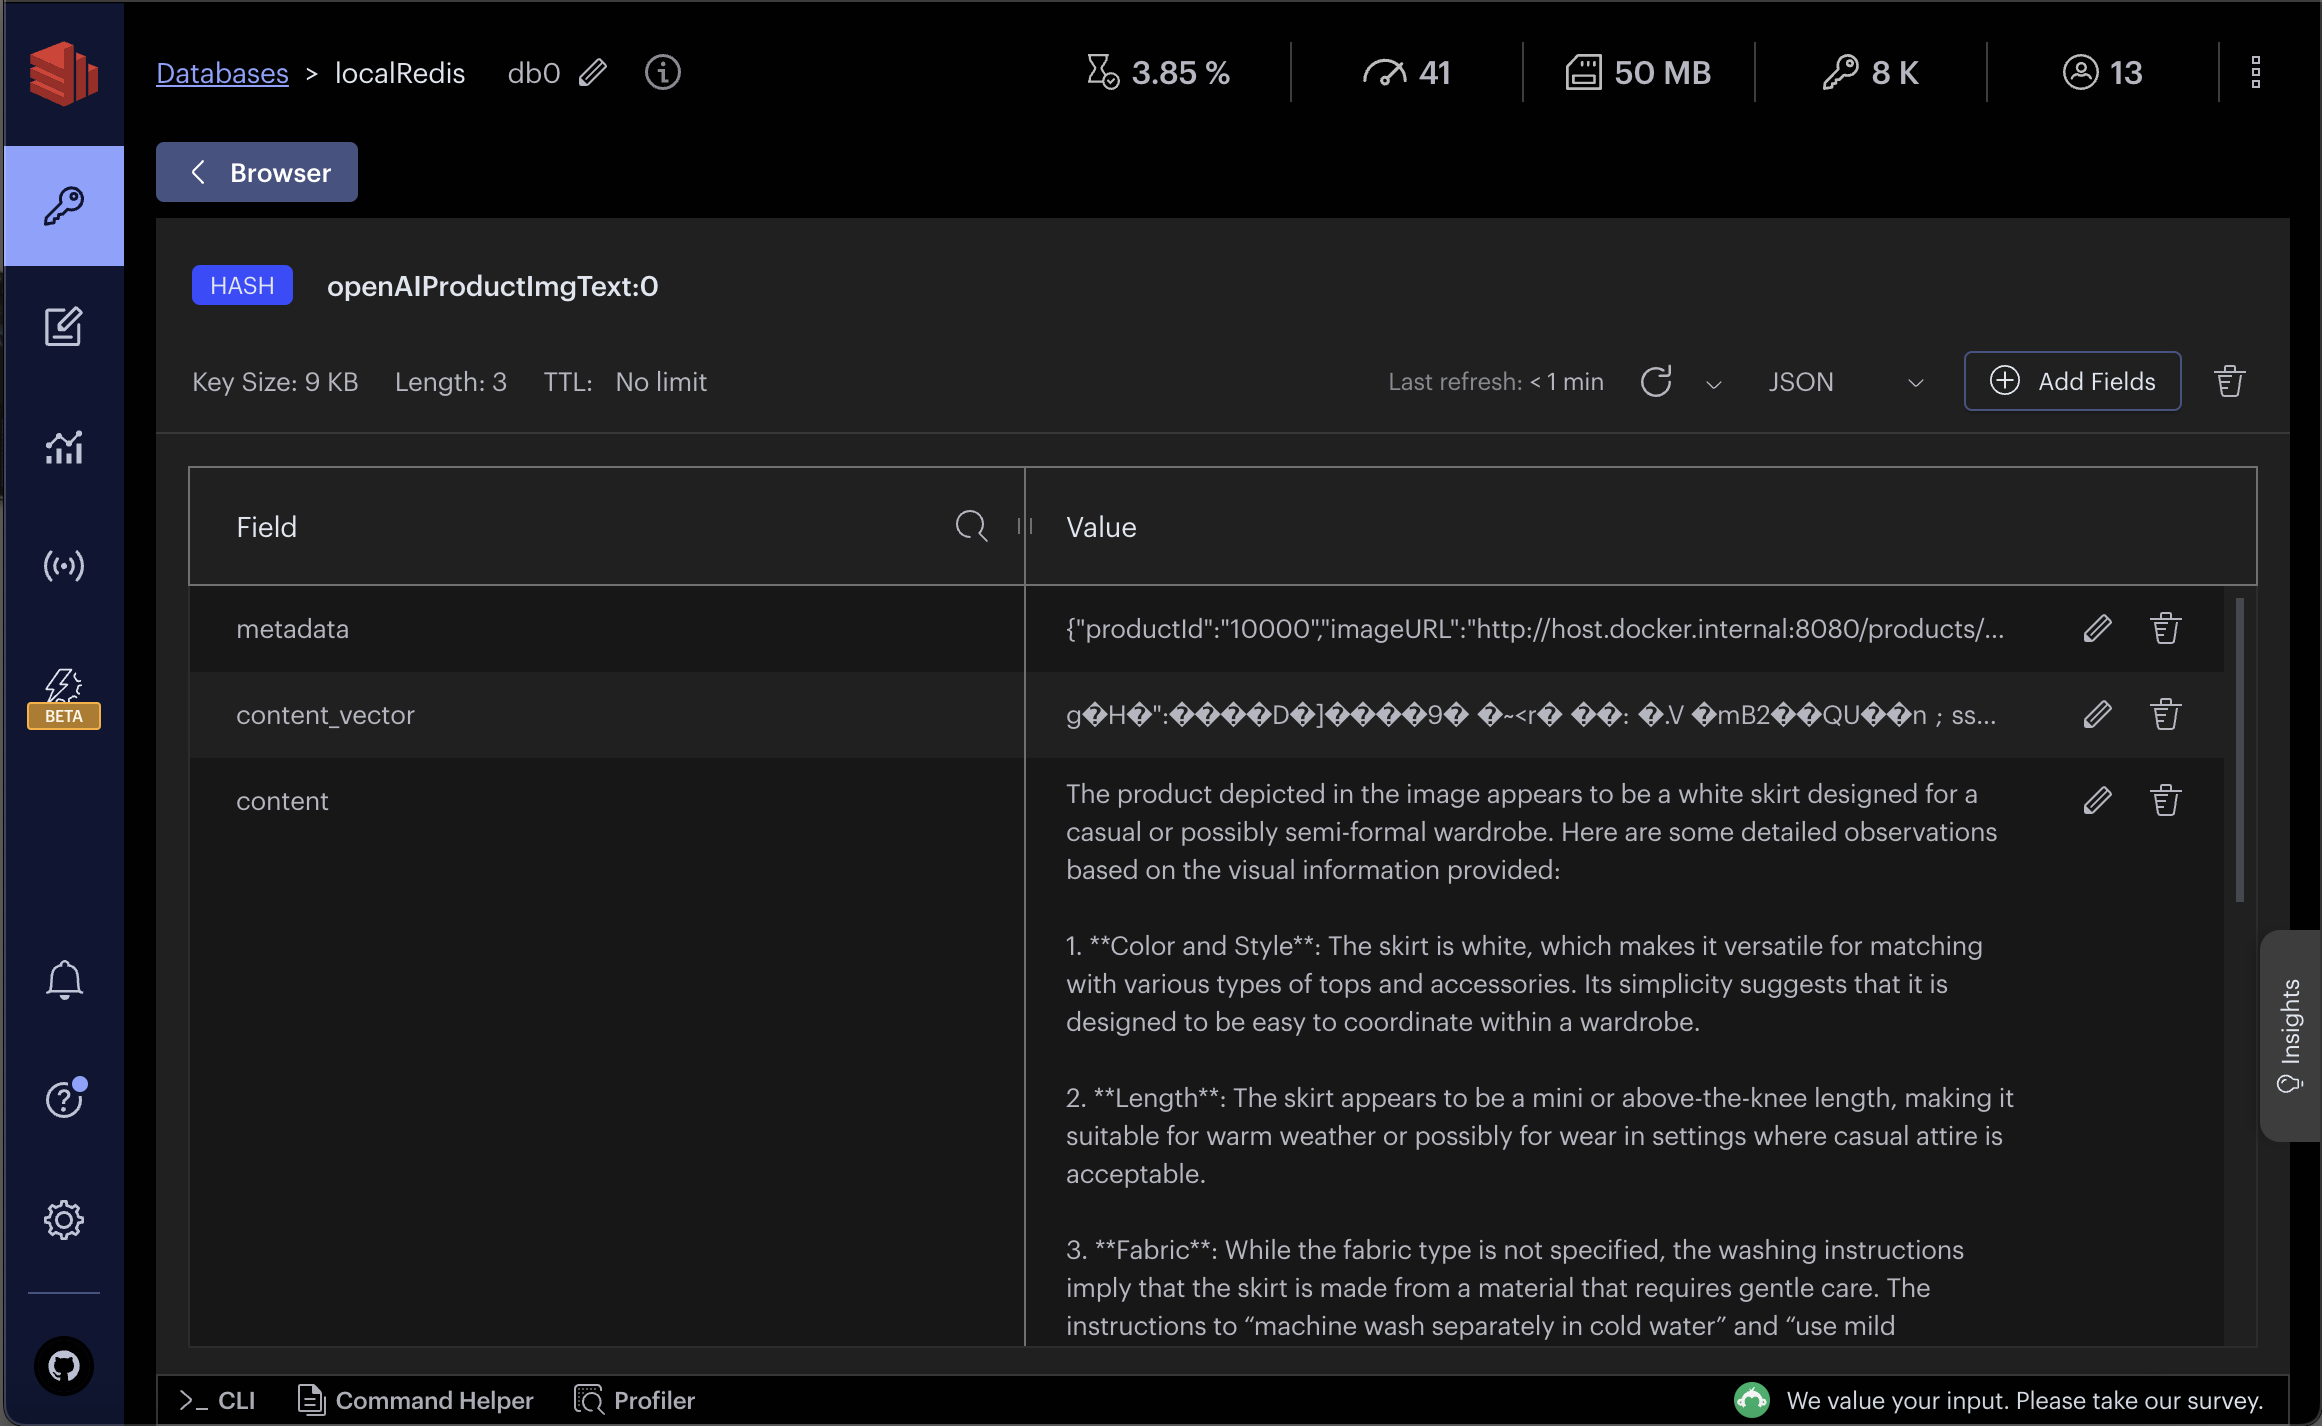 Databases > localRedis db0 3.85 % 41 50 MB 8 K 13
Browser
HASH openAIProductImgText:0
Key Size: 9 KB Length: 3 TTL: No limit Last refresh: < 1 min JSON Add Fields
Field Value
metadata {"productId":"10000","imageURL":"http://host.docker.internal:8080/products/...
content_vector g�H�":����D�]����9� �~<r� ��: �.V �mB2��QU��n ; ss...
content
The product depicted in the image appears to be a white skirt designed for a
casual or possibly semi-formal wardrobe. Here are some detailed observations
based on the visual information provided:
1. **Color and Style**: The skirt is white, which makes it versatile for matching
with various types of tops and accessories. Its simplicity suggests that it is
designed to be easy to coordinate within a wardrobe.
2. **Length**: The skirt appears to be a mini or above-the-knee length, making it
suitable for warm weather or possibly for wear in settings where casual attire is
acceptable.
3. **Fabric**: While the fabric type is not specified, the washing instructions
imply that the skirt is made from a material that requires gentle care. The
instructions to “machine wash separately in cold water” and “use mild
BETA
Insights
>_ CLI Command Helper Profiler We value your input. Please take our survey.